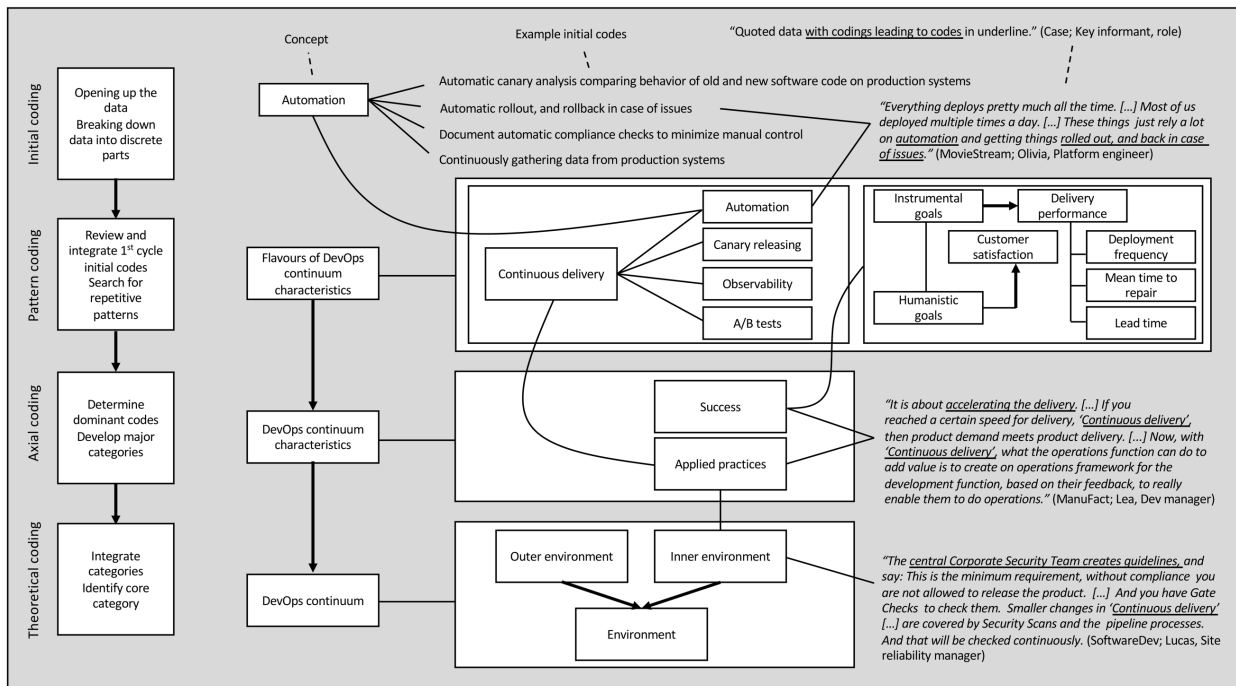 Concept
Example initial codes
“Quoted data with codings leading to codes in underline.” (Case; Key informant, role)
Initial coding
Opening up the
data
Breaking down
data into discrete
parts
Automation
Automatic canary analysis comparing behavior of old and new software code on production systems
Automatic rollout, and rollback in case of issues
Document automatic compliance checks to minimize manual control
Continuously gathering data from production systems
“Everything deploys pretty much all the time. [...] Most of us
deployed multiple times a day. [...] These things just rely a lot
on automation and getting things rolled out, and back in case
of issues.” (MovieStream; Olivia, Platform engineer)
Pattern coding
Review and
integrate 1st cycle
initial codes
Search for
repetitive
patterns
Flavours of DevOps
continuum
characteristics
Continuous delivery
Automation
Canary releasing
Observability
A/B tests
Instrumental
goals
Delivery
performance
Customer
satisfaction
Humanistic
goals
Deployment
frequency
Mean time to
repair
Lead time
Axial coding
Determine
dominant codes
Develop major
categories
DevOps continuum
characteristics
Success
Applied practices
“It is about accelerating the delivery. [...] If you
reached a certain speed for delivery, ‘Continuous delivery’,
then product demand meets product delivery. [...] Now, with
‘Continuous delivery’, what the operations function can do to
add value is to create on operations framework for the
development function, based on their feedback, to really
enable them to do operations.” (ManuFact; Lea, Dev manager)
Theoretical coding
Integrate
categories
Identify core
category
DevOps continuum
Outer environment
Inner environment
Environment
“The central Corporate Security Team creates guidelines, and
say: This is the minimum requirement, without compliance you
are not allowed to release the product. [...] And you have Gate
Checks to check them. Smaller changes in ‘Continuous delivery’
[...] are covered by Security Scans and the pipeline processes.
And that will be checked continuously. (SoftwareDev; Lucas, Site
reliability manager)